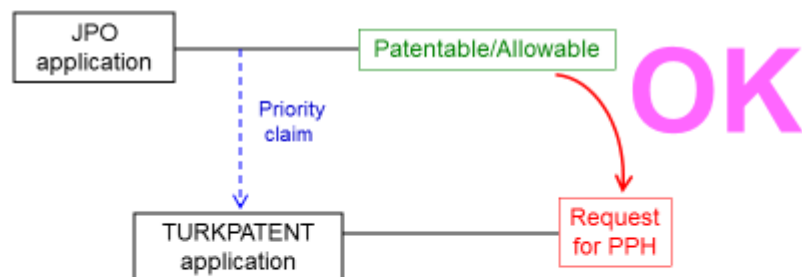 JPO
application
Patentable/Allowable
OK
Priority
claim
TURKPATENT
application
Request
for PPH